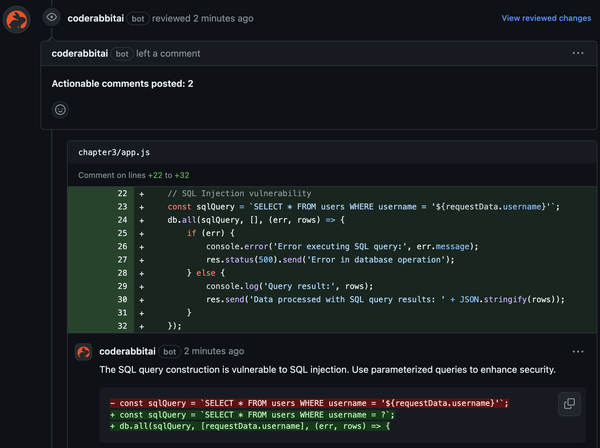 coderabbitai bot reviewed 2 minutes ago View reviewed changes
coderabbitai bot left a comment ...
Actionable comments posted: 2
chapter3/app.js
Comment on lines +22 to +32
22 + // SQL Injection vulnerability
23 + const sqlQuery = `SELECT * FROM users WHERE username = '${requestData.username}'`;
24 + db.all(sqlQuery, [], (err, rows) => {
25 + if (err) {
26 + console.error('Error executing SQL query:', err.message);
27 + res.status(500).send('Error in database operation');
28 + } else {
29 + console.log('Query result:', rows);
30 + res.send('Data processed with SQL query results: ' + JSON.stringify(rows));
31 + }
32 + });
coderabbitai bot 2 minutes ago ...
The SQL query construction is vulnerable to SQL injection. Use parameterized queries to enhance security.
- const sqlQuery = `SELECT * FROM users WHERE username = '${requestData.username}'`;
+ const sqlQuery = `SELECT * FROM users WHERE username = ?`;
+ db.all(sqlQuery, [requestData.username], (err, rows) => {